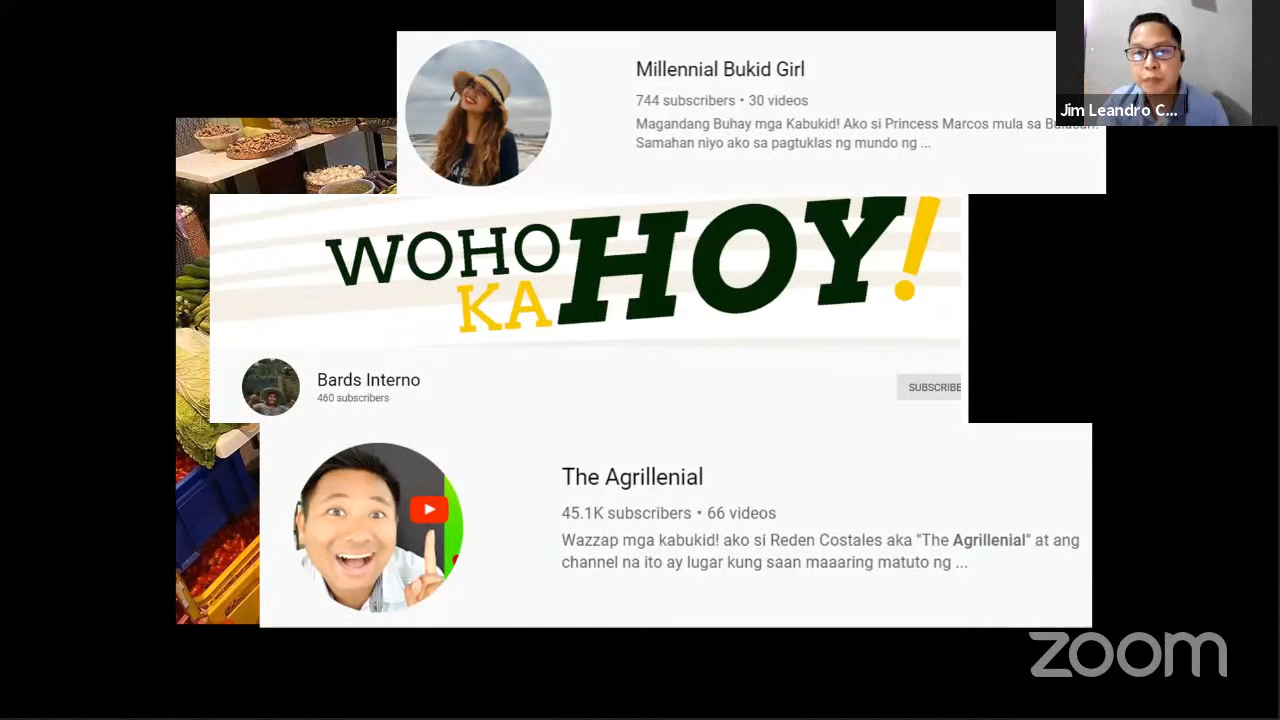 Millennial Bukid Girl
744 subscribers • 30 videos
Magandang Buhay mga Kabukid! Ako si Princess Marcos mula sa
Samahan niyo ako sa pagtuklas ng mundo ng ...
Jim Leandro C...
WOHO
KAHOY!
Bards Interno
460 subscribers
SUBSCRIBE
The Agrillenial
45.1K subscribers • 66 videos
Wazzap mga kabukid! ako si Reden Costales aka "The Agrillenial" at ang
channel na ito ay lugar kung saan maaaring matuto ng ...
zoom